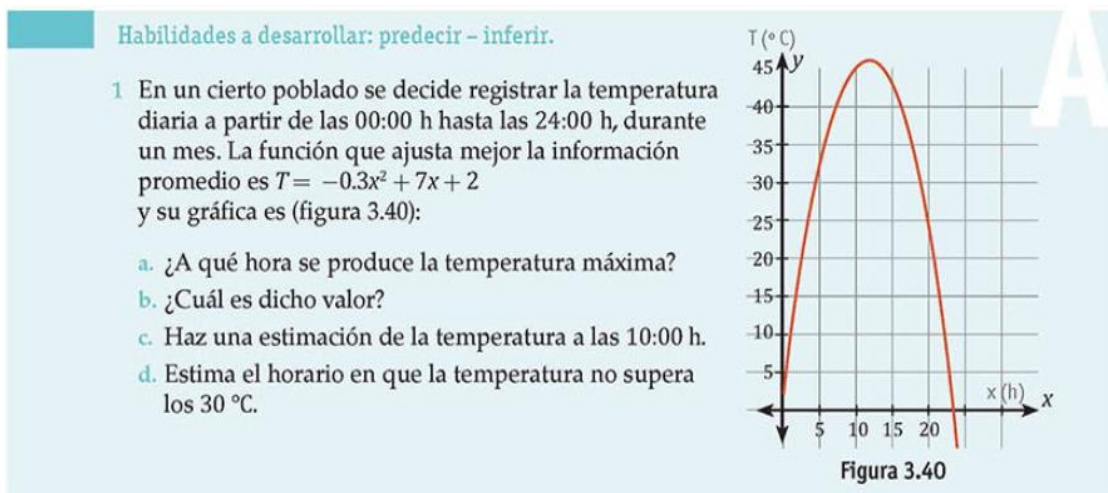 Habilidades a desarrollar: predecir – inferir.
1 En un cierto poblado se decide registrar la temperatura
diaria a partir de las 00:00 h hasta las 24:00 h, durante
un mes. La función que ajusta mejor la información
promedio es T = −0.3x² + 7x + 2
y su gráfica es (figura 3.40):
a. ¿A qué hora se produce la temperatura máxima?
b. ¿Cuál es dicho valor?
c. Haz una estimación de la temperatura a las 10:00 h.
d. Estima el horario en que la temperatura no supera
los 30 °C.
A
T (° C)
45 y
40
35
30
25
20
15
10
5
x (h) x
5 10 15 20
Figura 3.40